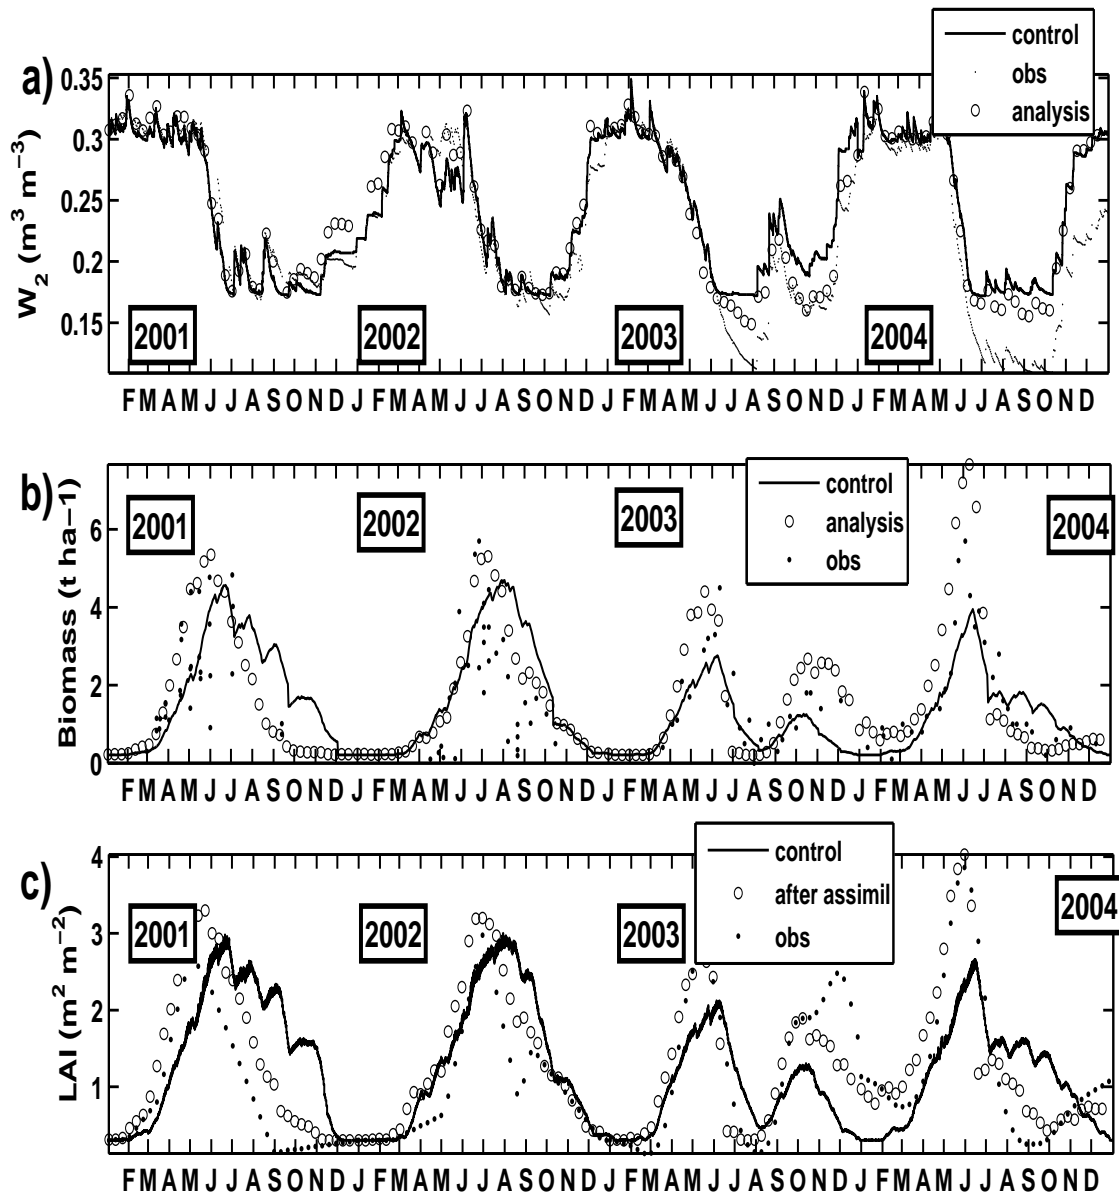 a)
W2 (m3 m−3)
0.35
0.3
0.25
0.2
0.15
control
obs
analysis
2001
2002
2003
2004
F M A M J J A S O N D J F M A M J J A S O N D J F M A M J J A S O N D J F M A M J J A S O N D
b)
Biomass (t ha−1)
6
4
2
0
control
analysis
obs
2001
2002
2003
2004
F M A M J J A S O N D J F M A M J J A S O N D J F M A M J J A S O N D J F M A M J J A S O N D
c)
LAI (m2 m−2)
4
3
2
1
control
after assimil
obs
2001
2002
2003
2004
F M A M J J A S O N D J F M A M J J A S O N D J F M A M J J A S O N D J F M A M J J A S O N D